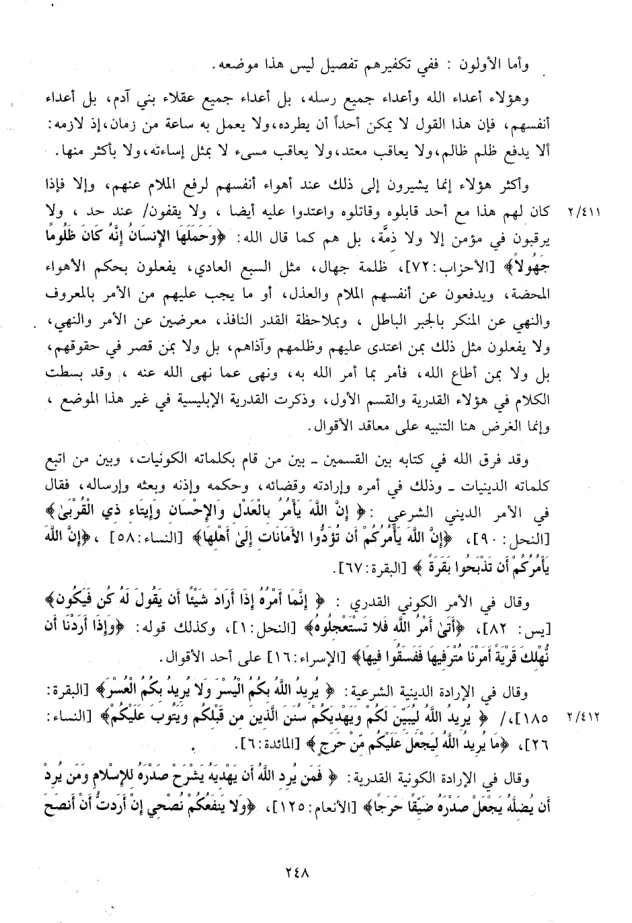 وأما الأولون : ففي تكفيرهم تفصيل ليس هذا موضعه.
وهؤلاء أعداء الله وأعداء جميع رسله، بل أعداء جميع عقلاء بني آدم، بل أعداء
أنفسهم، فإن هذا القول لا يمكن أحداً أن يطرده،ولا يعمل به ساعة من زمان،إذ لازمه:
ألا يدفع ظلم ظالم،ولا يعاقب معتد،ولا يعاقب مسىء لا بمثل إساءته،ولا بأكثر منها.
وأكثر هؤلاء إنما يشيرون إلى ذلك عند أهواء أنفسهم لرفع الملام عنهم، وإلا فإذا
٢/٤١١ كان لهم هذا مع أحد قابلوه وقاتلوه واعتدوا عليه أيضا ، ولا يقفون/ عند حد ، ولا
يرقبون في مؤمن إلا ولا ذِمَّة، بل هم كما قال الله: ﴿وَحَمَلَهَا الإِنسَانُ إِنَّهُ كَانَ ظَلُومًا
جَهُولاً﴾ [الأحزاب:٧٢]، ظلمة جهال، مثل السبع العادي، يفعلون بحكم الأهواء
المحضة، ويدفعون عن أنفسهم الملام والعذل، أو ما يجب عليهم من الأمر بالمعروف
والنهي عن المنكر بالجبر الباطل ، وبملاحظة القدر النافذ، معرضين عن الأمر والنهي،
ولا يفعلون مثل ذلك بمن اعتدى عليهم وظلمهم وآذاهم، بل ولا بمن قصر في حقوقهم،
بل ولا بمن أطاع الله، فأمر بما أمر الله به، ونهى عما نهى الله عنه ، وقد بسطت
الكلام في هؤلاء القدرية والقسم الأول، وذكرت القدرية الإبليسية في غير هذا الموضع ،
وإنما الغرض هنا التنبيه على معاقد الأقوال.
وقد فرق الله في كتابه بين القسمين ـ بين من قام بكلماته الكونيات، وبين من اتبع
كلماته الدينيات ـ وذلك في أمره وإرادته وقضائه، وحكمه وإذنه وبعثه وإرساله، فقال
في الأمر الديني الشرعي : ﴿ إِنَّ اللَّهَ يَأْمُرُ بِالْعَدْلِ وَالإِحْسَانِ وَإِيتَاءِ ذِي الْقُرْبَىٰ﴾
[النحل:٩٠]، ﴿إِنَّ اللَّهَ يَأْمُرُكُمْ أَن تُؤَدُّوا الأَمَانَاتِ إِلَىٰ أَهْلِهَا﴾ [النساء:٥٨] ،﴿إِنَّ اللَّهَ
يَأْمُرُكُمْ أَن تَذْبَحُوا بَقَرَةً ﴾ [البقرة:٦٧].
وقال في الأمر الكوني القدري : ﴿ إِنَّمَا أَمْرُهُ إِذَا أَرَادَ شَيْئًا أَن يَقُولَ لَهُ كُن فَيَكُونُ﴾
[يس: ٨٢]، ﴿أَتَىٰ أَمْرُ اللَّهِ فَلا تَسْتَعْجِلُوهُ﴾ [النحل:١]، وكذلك قوله: ﴿وَإِذَا أَرَدْنَا أَن
نُّهْلِكَ قَرْيَةً أَمَرْنَا مُتْرَفِيهَا فَفَسَقُوا فِيهَا﴾ [الإسراء:١٦] على أحد الأقوال.
وقال في الإرادة الدينية الشرعية: ﴿ يُرِيدُ اللَّهُ بِكُمُ الْيُسْرَ وَلا يُرِيدُ بِكُمُ الْعُسْرَ﴾ [البقرة:
٢/٤١٢ ١٨٥]،/ ﴿ يُرِيدُ اللَّهُ لِيُبَيِّنَ لَكُمْ وَيَهْدِيَكُمْ سُنَنَ الَّذِينَ مِن قَبْلِكُمْ وَيَتُوبَ عَلَيْكُمْ﴾ [النساء:
٢٦]، ﴿مَا يُرِيدُ اللَّهُ لِيَجْعَلَ عَلَيْكُم مِّنْ حَرَجٍ﴾ [المائدة:٦].
وقال في الإرادة الكونية القدرية: ﴿ فَمَن يُرِدِ اللَّهُ أَن يَهْدِيَهُ يَشْرَحْ صَدْرَهُ لِلإِسْلامِ وَمَن يُرِدْ
أَن يُضِلَّهُ يَجْعَلْ صَدْرَهُ ضَيِّقًا حَرَجًا﴾ [الأنعام:١٢٥]، ﴿وَلا يَنفَعُكُمْ نُصْحِي إِنْ أَرَدتُّ أَنْ أَنصَحَ
٢٤٨